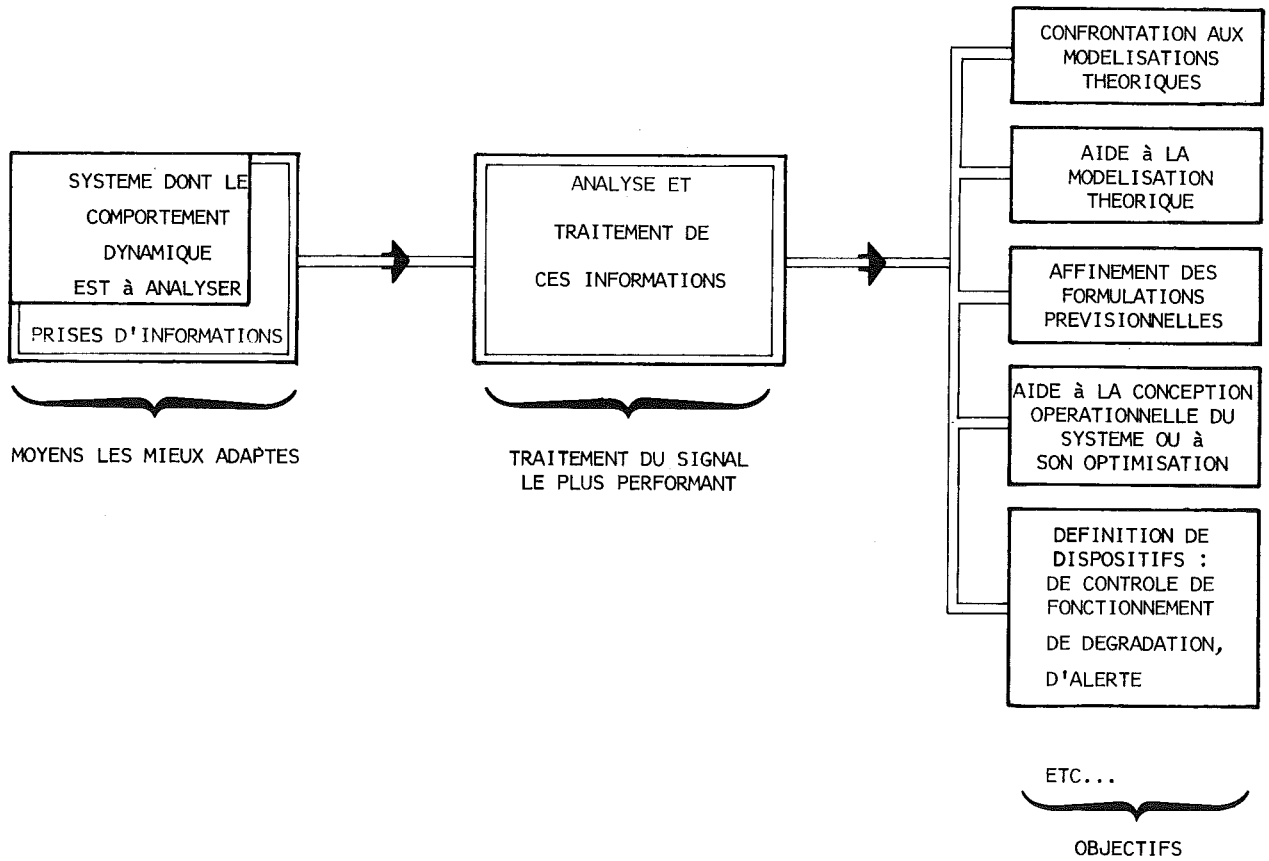 SYSTEME DONT LE
COMPORTEMENT
DYNAMIQUE
EST à ANALYSER
PRISES D'INFORMATIONS
MOYENS LES MIEUX ADAPTES
ANALYSE ET
TRAITEMENT DE
CES INFORMATIONS
TRAITEMENT DU SIGNAL
LE PLUS PERFORMANT
CONFRONTATION AUX
MODELISATIONS
THEORIQUES
AIDE à LA
MODELISATION
THEORIQUE
AFFINEMENT DES
FORMULATIONS
PREVISIONNELLES
AIDE à LA CONCEPTION
OPERATIONNELLE DU
SYSTEME OU à
SON OPTIMISATION
DEFINITION DE
DISPOSITIFS :
DE CONTROLE DE
FONCTIONNEMENT
DE DEGRADATION,
D'ALERTE
ETC...
OBJECTIFS